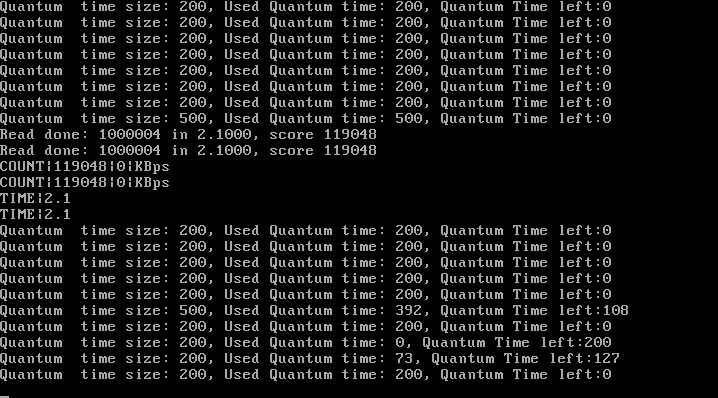 Quantum  time size: 200, Used Quantum time: 200, Quantum Time left:0
Quantum  time size: 200, Used Quantum time: 200, Quantum Time left:0
Quantum  time size: 200, Used Quantum time: 200, Quantum Time left:0
Quantum  time size: 200, Used Quantum time: 200, Quantum Time left:0
Quantum  time size: 200, Used Quantum time: 200, Quantum Time left:0
Quantum  time size: 200, Used Quantum time: 200, Quantum Time left:0
Quantum  time size: 200, Used Quantum time: 200, Quantum Time left:0
Quantum  time size: 500, Used Quantum time: 500, Quantum Time left:0
Read done: 1000004 in 2.1000, score 119048
Read done: 1000004 in 2.1000, score 119048
COUNT|119048|0|KBps
COUNT|119048|0|KBps
TIME|2.1
TIME|2.1
Quantum  time size: 200, Used Quantum time: 200, Quantum Time left:0
Quantum  time size: 200, Used Quantum time: 200, Quantum Time left:0
Quantum  time size: 200, Used Quantum time: 200, Quantum Time left:0
Quantum  time size: 200, Used Quantum time: 200, Quantum Time left:0
Quantum  time size: 200, Used Quantum time: 200, Quantum Time left:0
Quantum  time size: 500, Used Quantum time: 392, Quantum Time left:108
Quantum  time size: 200, Used Quantum time: 200, Quantum Time left:0
Quantum  time size: 200, Used Quantum time: 0, Quantum Time left:200
Quantum  time size: 200, Used Quantum time: 73, Quantum Time left:127
Quantum  time size: 200, Used Quantum time: 200, Quantum Time left:0